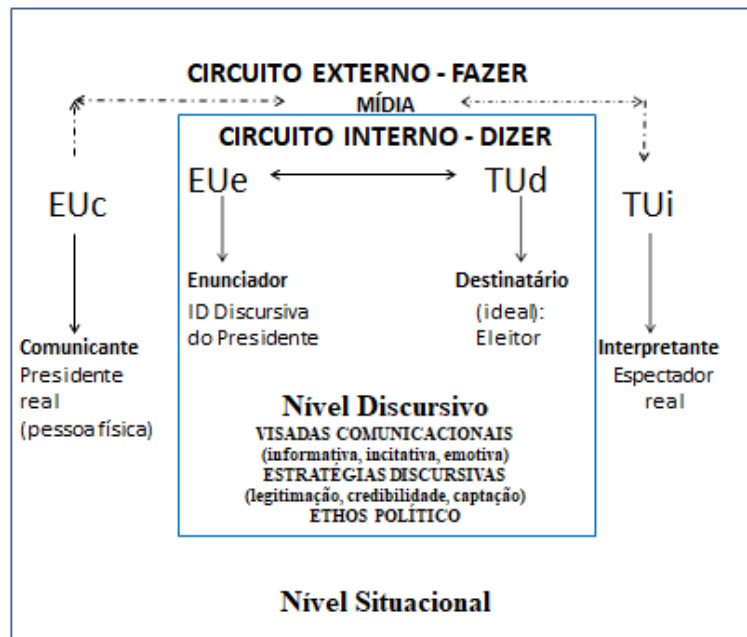 CIRCUITO EXTERNO - FAZER
MÍDIA
CIRCUITO INTERNO - DIZER
EUc
EUe
TUd
TUi
Enunciador
ID Discursiva
do Presidente
Destinatário
(ideal):
Eleitor
Comunicante
Presidente
real
(pessoa física)
Interpretante
Espectador
real
Nível Discursivo
VISADAS COMUNICACIONAIS
(informativa, incitativa, emotiva)
ESTRATÉGIAS DISCURSIVAS
(legitimação, credibilidade, captação)
ETHOS POLÍTICO
Nível Situacional